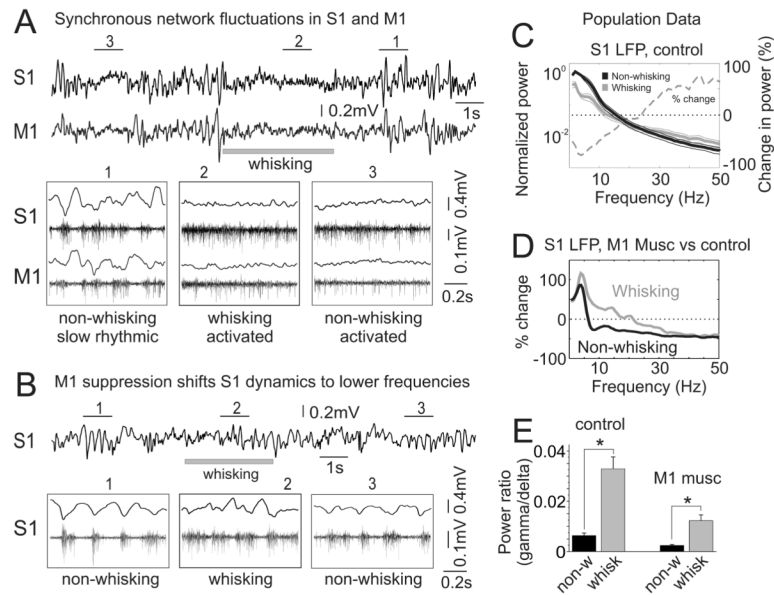 A
Synchronous network fluctuations in S1 and M1
3
2
1
S1
0.2mV
1s
M1
whisking
1
2
3
S1
0.4mV
0.1mV
M1
0.2s
non-whisking
slow rhythmic
whisking
activated
non-whisking
activated
B
M1 suppression shifts S1 dynamics to lower frequencies
1
2
0.2mV
3
S1
1s
whisking
1
2
3
S1
0.4mV
0.1mV
0.2s
non-whisking
whisking
non-whisking
Population Data
C
S1 LFP, control
Normalized power
10⁰
10⁻²
Non-whisking
Whisking
% change
100
50
0
-50
-100
Change in power (%)
10
30
50
Frequency (Hz)
D
S1 LFP, M1 Musc vs control
% change
100
0
-100
Whisking
Non-whisking
10
20
30
40
50
Frequency (Hz)
E
control
Power ratio
(gamma/delta)
0.04
0.02
0
*
M1 musc
*
non-w
whisk
non-w
whisk